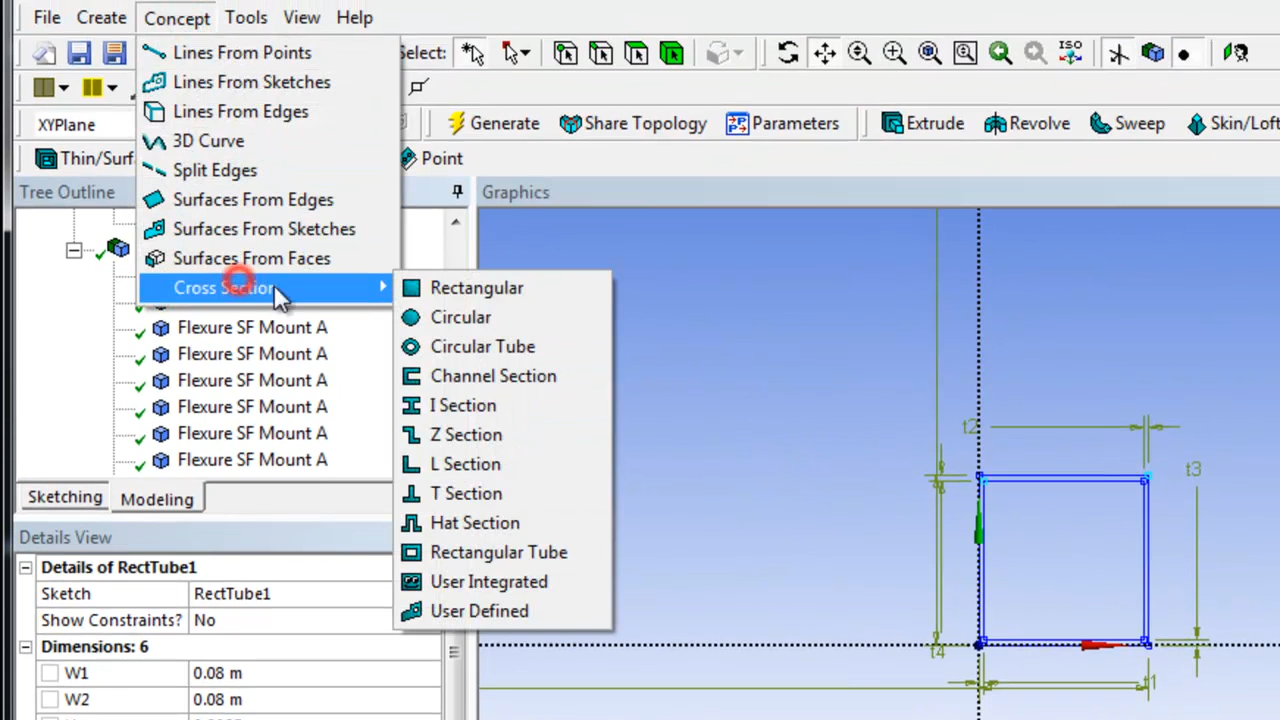 File Create Concept Tools View Help
Lines From Points
Select:
ISO
Lines From Sketches
Lines From Edges
XYPlane
Generate Share Topology Parameters Extrude Revolve Sweep Skin/Loft
3D Curve
Thin/Surf
Point
Split Edges
Tree Outline
Graphics
Surfaces From Edges
Surfaces From Sketches
Surfaces From Faces
Cross Section
Rectangular
Circular
Circular Tube
Channel Section
I Section
Z Section
L Section
T Section
Hat Section
Rectangular Tube
User Integrated
User Defined
Flexure SF Mount A
Flexure SF Mount A
Flexure SF Mount A
Flexure SF Mount A
Flexure SF Mount A
Flexure SF Mount A
Sketching Modeling
Details View
Details of RectTube1
Sketch RectTube1
Show Constraints? No
Dimensions: 6
W1 0.08 m
W2 0.08 m
t2
t3
t4
t1